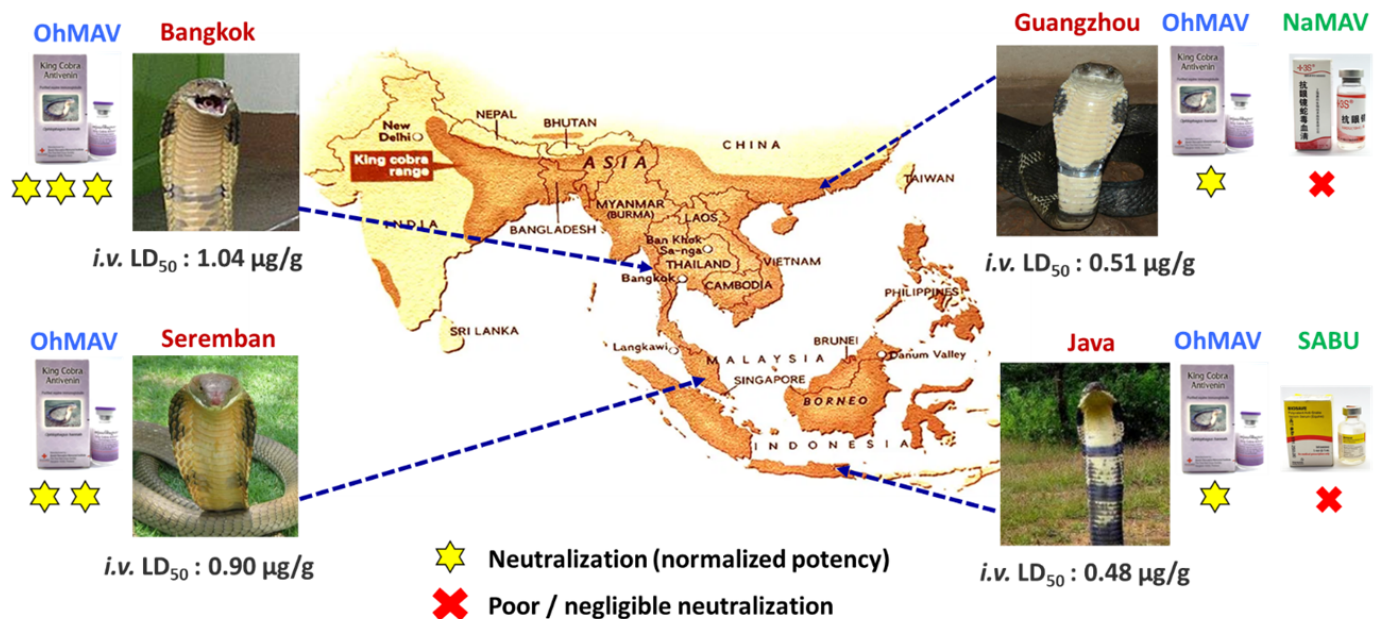 OhMAV
Bangkok
King Cobra
Antivenin
i.v. LD50 : 1.04 μg/g
OhMAV
Seremban
King Cobra
Antivenin
i.v. LD50 : 0.90 μg/g
NEPAL
BHUTAN
New
Delhi
King cobra
range
ASIA
CHINA
TAIWAN
MYANMAR
(BURMA)
LAOS
INDIA
BANGLADESH
Ban Khok
Sa-nga
THAILAND
VIETNAM
Bangkok
CAMBODIA
PHILIPPINES
SRI LANKA
Langkawi
MALAYSIA
BRUNEI
Danum Valley
SINGAPORE
BORNEO
INDONESIA
Guangzhou
OhMAV
NaMAV
King Cobra
Antivenin
i.v. LD50 : 0.51 μg/g
Java
OhMAV
SABU
King Cobra
Antivenin
i.v. LD50 : 0.48 μg/g
Neutralization (normalized potency)
Poor / negligible neutralization